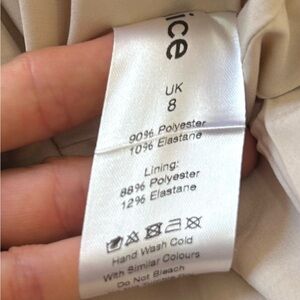 ice
UK
8
90% Polyester
10% Elastane
Lining:
88% Polyester
12% Elastane
Hand Wash Cold
With Similar Colours
Do Not Bleach